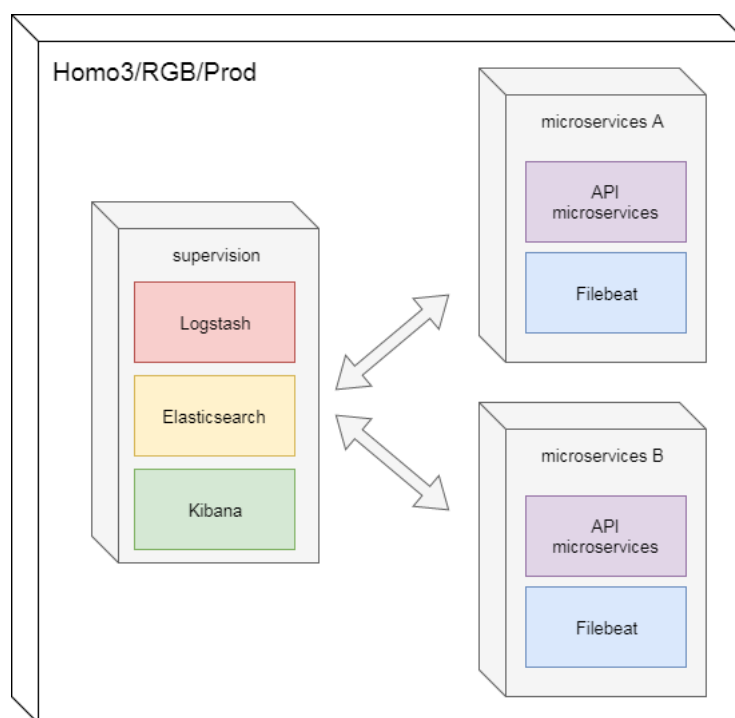 Homo3/RGB/Prod
supervision
Logstash
Elasticsearch
Kibana
microservices A
API
microservices
Filebeat
microservices B
API
microservices
Filebeat